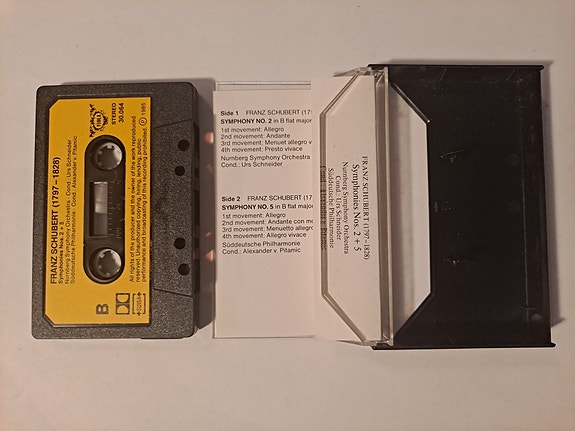 FRANZ SCHUBERT (1797–1828)
Symphonies Nos. 2 + 5
Nurnberg Symphony Orchestra · Cond.: Urs Schneider
Süddeutsche Philharmonie · Cond.: Alexander v. Pitamic
STEREO
30.064
B
All rights of the producer and the owner of the work reproduced
reserved. Unauthorized copying, hiring, lending, public
performance and broadcasting of this recording prohibited. Ⓟ 1985
Side 1 FRANZ SCHUBERT (17
SYMPHONY NO. 2 in B flat major
1st movement: Allegro
2nd movement: Andante
3rd movement: Menuet allegro v
4th movement: Presto vivace
Nurnberg Symphony Orchestra
Cond.: Urs Schneider
Side 2 FRANZ SCHUBERT (17
SYMPHONY NO. 5 in B flat major
1st movement: Allegro
2nd movement: Andante con mo
3rd movement: Menuetto allegro
4th movement: Allegro vivace
Süddeutsche Philharmonie
Cond.: Alexander v. Pitamic
FRANZ SCHUBERT (1797–1828)
Symphonies Nos. 2 + 5
Nurnberg Symphony Orchestra
Cond.: Urs Schneider
Süddeutsche Philharmonie